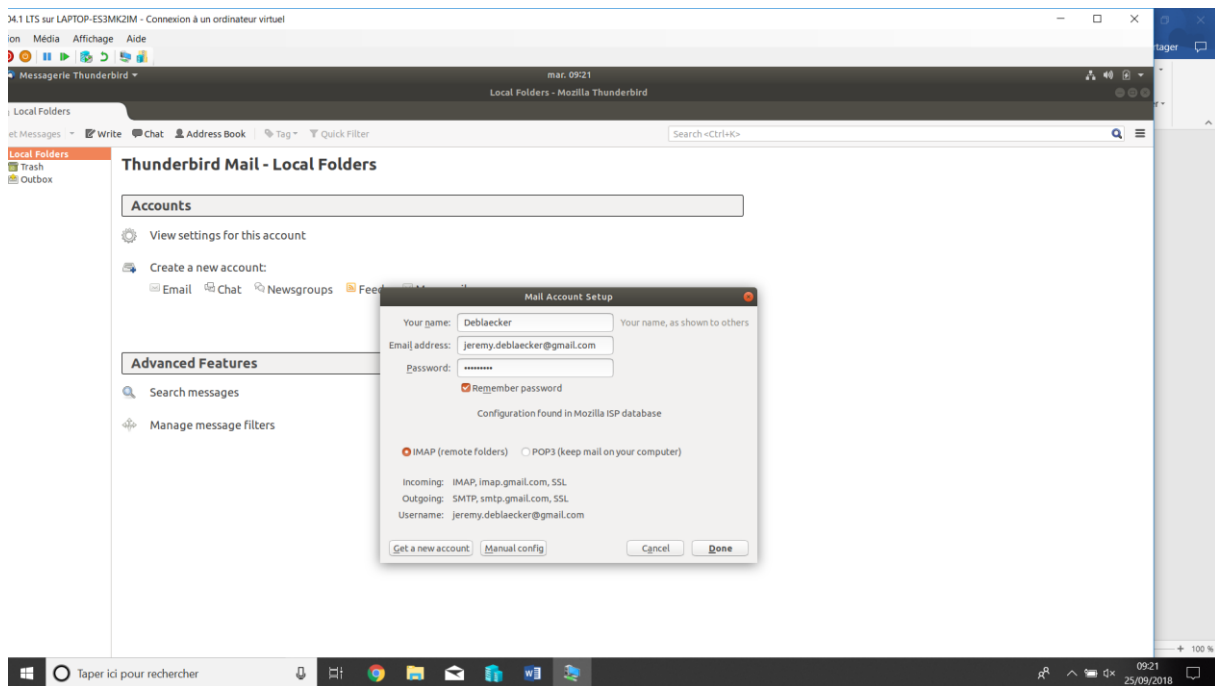 04.1 LTS sur LAPTOP-ES3MK2IM - Connexion à un ordinateur virtuel
ion Média Affichage Aide
rtager
Messagerie Thunderbird
mar. 09:21
Local Folders - Mozilla Thunderbird
Local Folders
et Messages Write Chat Address Book Tag Quick Filter Search <Ctrl+K>
Local Folders
Trash
Outbox
Thunderbird Mail - Local Folders
Accounts
View settings for this account
Create a new account:
Email Chat Newsgroups Feed
Advanced Features
Search messages
Manage message filters
Mail Account Setup
Your name: Deblaecker Your name, as shown to others
Email address: jeremy.deblaecker@gmail.com
Password: •••••••••
Remember password
Configuration found in Mozilla ISP database
IMAP (remote folders) POP3 (keep mail on your computer)
Incoming: IMAP, imap.gmail.com, SSL
Outgoing: SMTP, smtp.gmail.com, SSL
Username: jeremy.deblaecker@gmail.com
Get a new account Manual config Cancel Done
100 %
Taper ici pour rechercher
09:21
25/09/2018